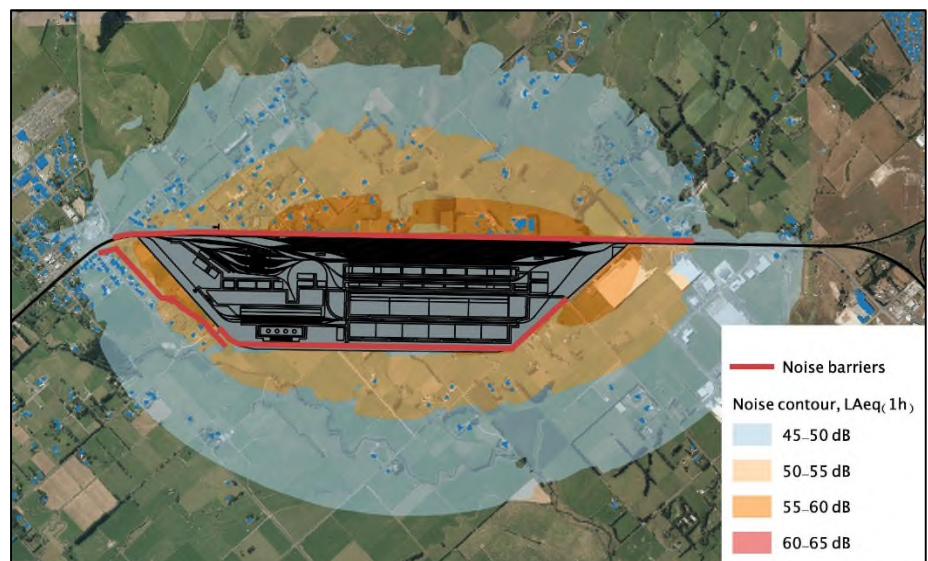 Noise barriers
Noise contour, LAeq(1h)
45–50 dB
50–55 dB
55–60 dB
60–65 dB